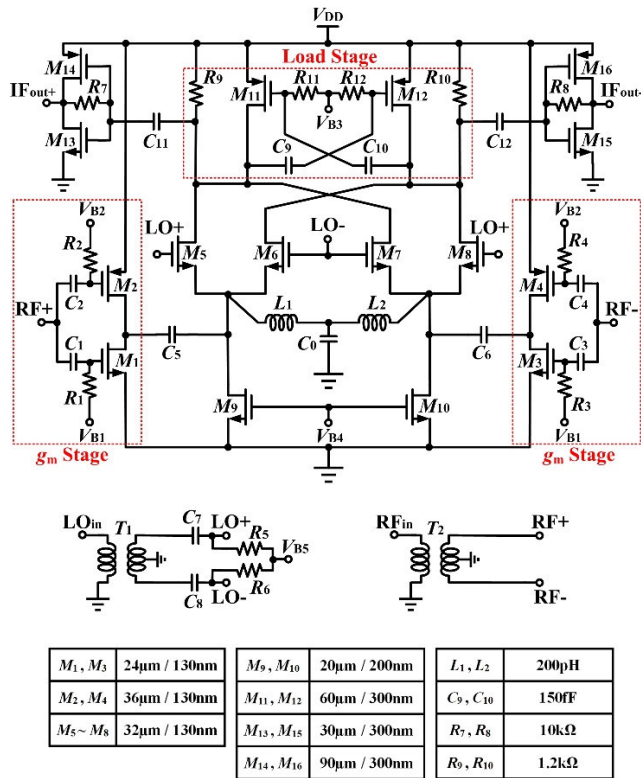 VDD
Load Stage
M14
IFout+
R7
M13
C11
R9
M11
R11
R12
VB3
M12
R10
C9
C10
C12
M16
R8
IFout-
M15
VB2
R2
C2
M2
RF+
C1
M1
R1
VB1
gm Stage
LO+
M5
M6
LO-
M7
M8
LO+
C5
L1
L2
C0
C6
M9
VB4
M10
VB2
R4
M4
C4
RF-
C3
M3
R3
VB1
gm Stage
LOin
T1
C7
LO+
R5
VB5
R6
C8
LO-
RFin
T2
RF+
RF-
M1 , M3 24μm / 130nm
M2 , M4 36μm / 130nm
M5 ~ M8 32μm / 130nm
M9 , M10 20μm / 200nm
M11 , M12 60μm / 300nm
M13 , M15 30μm / 300nm
M14 , M16 90μm / 300nm
L1 , L2 200pH
C9 , C10 150fF
R7 , R8 10kΩ
R9 , R10 1.2kΩ